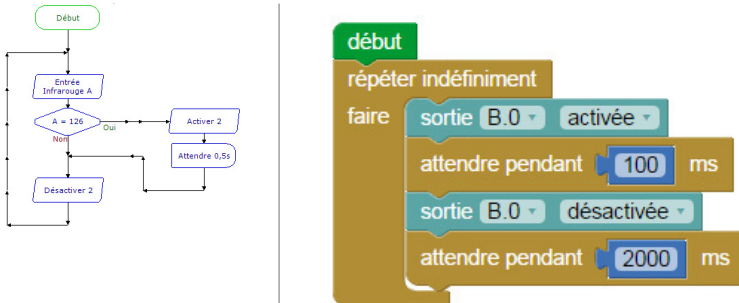 Début
Entrée
Infrarouge A
A = 126
Oui
Non
Activer 2
Attendre 0,5s
Désactiver 2
début
répéter indéfiniment
faire
sortie B.0 activée
attendre pendant 100 ms
sortie B.0 désactivée
attendre pendant 2000 ms